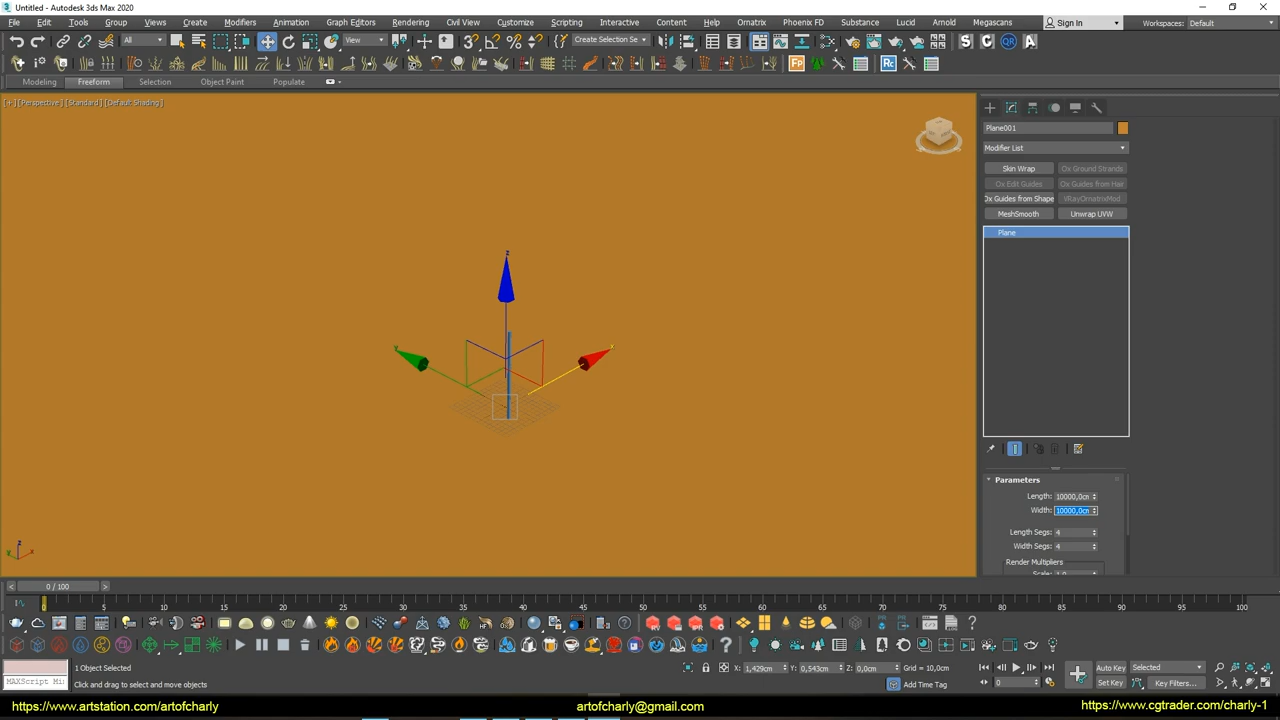 Untitled - Autodesk 3ds Max 2020
File Edit Tools Group Views Create Modifiers Animation Graph Editors Rendering Civil View Customize Scripting Interactive Content Help Ornatrix Phoenix FD Substance Lucid Arnold Megascans Sign In Workspaces: Default
All View Create Selection Se
Modeling Freeform Selection Object Paint Populate
[+] [Perspective] [Standard] [Default Shading]
Plane001
Modifier List
Skin Wrap Ox Ground Strands
Ox Edit Guides Ox Guides from Hair
Ox Guides from Shape VRayOrnatrixMod
MeshSmooth Unwrap UVW
Plane
z
y x
Parameters
Length: 10000,0cm
Width: 10000,0cm
Length Segs: 4
Width Segs: 4
Render Multipliers
z
y x
< 0 / 100 >
0 5 10 15 20 25 30 35 40 45 50 55 60 65 70 75 80 85 90 95 100
1 Object Selected X: 1,429cm Y: 0,543cm Z: 0,0cm Grid = 10,0cm Auto Key Selected
MAXScript Mi Click and drag to select and move objects Add Time Tag 0 Set Key Key Filters...
https://www.artstation.com/artofcharly artofcharly@gmail.com https://www.cgtrader.com/charly-1